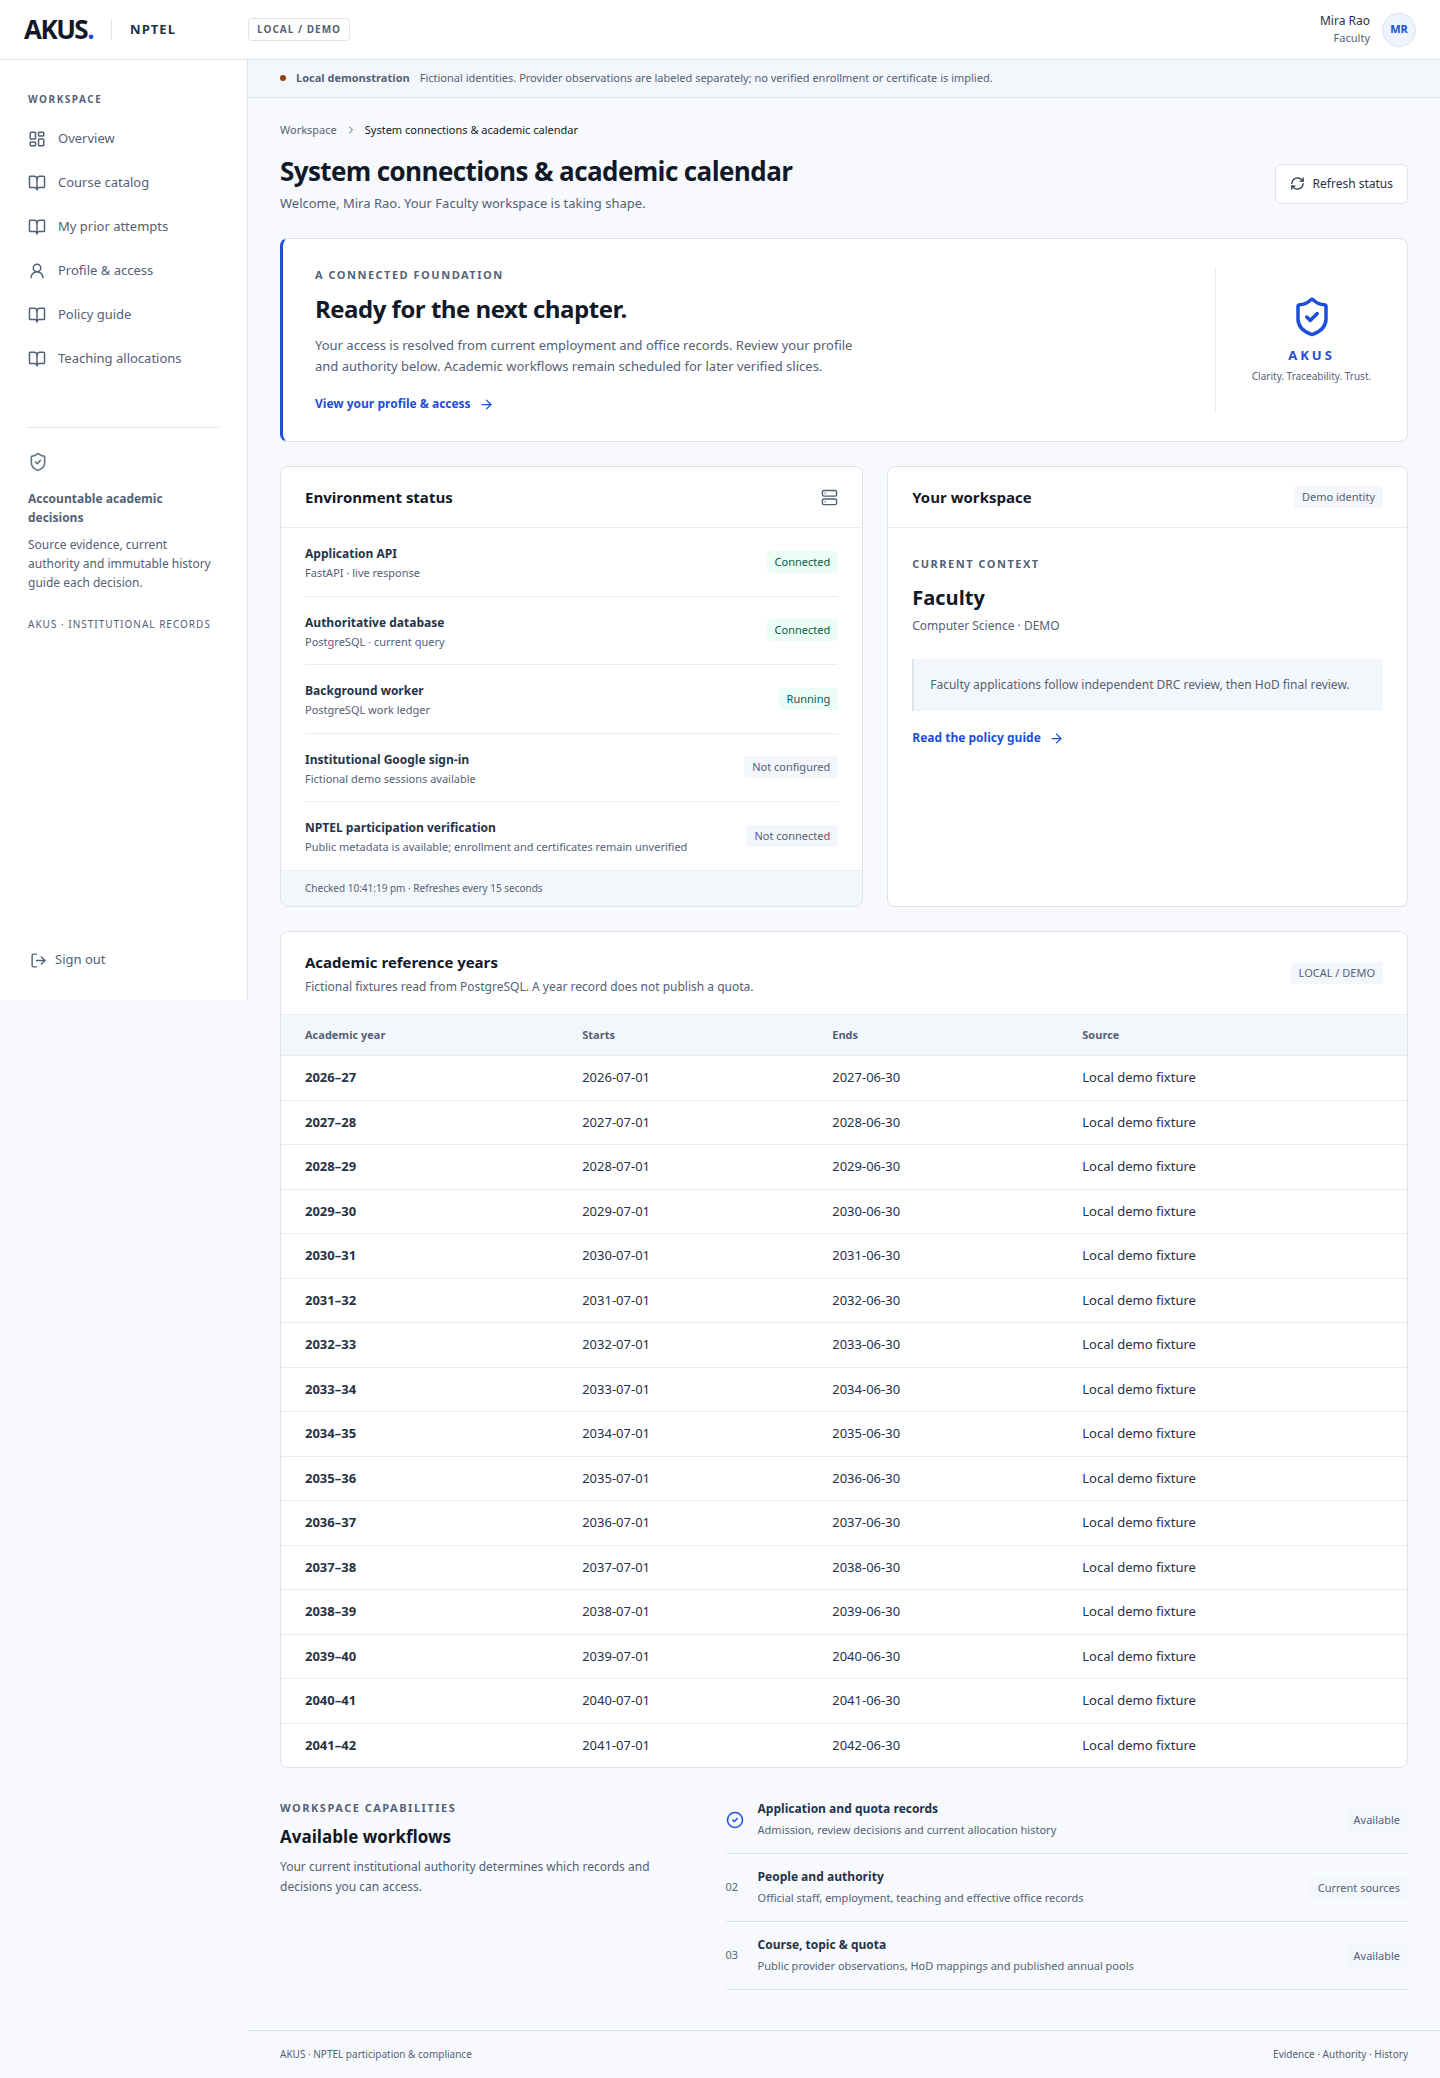 AKUS.
NPTEL
LOCAL / DEMO
Mira Rao
Faculty
MR
WORKSPACE
Overview
Course catalog
My prior attempts
Profile & access
Policy guide
Teaching allocations
Accountable academic
decisions
Source evidence, current
authority and immutable history
guide each decision.
AKUS · INSTITUTIONAL RECORDS
Sign out
Local demonstration Fictional identities. Provider observations are labeled separately; no verified enrollment or certificate is implied.
Workspace > System connections & academic calendar
System connections & academic calendar
Welcome, Mira Rao. Your Faculty workspace is taking shape.
Refresh status
A CONNECTED FOUNDATION
Ready for the next chapter.
Your access is resolved from current employment and office records. Review your profile
and authority below. Academic workflows remain scheduled for later verified slices.
View your profile & access →
AKUS
Clarity. Traceability. Trust.
Environment status
Application API
FastAPI · live response
Connected
Authoritative database
PostgreSQL · current query
Connected
Background worker
PostgreSQL work ledger
Running
Institutional Google sign-in
Fictional demo sessions available
Not configured
NPTEL participation verification
Public metadata is available; enrollment and certificates remain unverified
Not connected
Checked 10:41:19 pm · Refreshes every 15 seconds
Your workspace
Demo identity
CURRENT CONTEXT
Faculty
Computer Science · DEMO
Faculty applications follow independent DRC review, then HoD final review.
Read the policy guide →
Academic reference years
Fictional fixtures read from PostgreSQL. A year record does not publish a quota.
LOCAL / DEMO
Academic year Starts Ends Source
2026–27 2026-07-01 2027-06-30 Local demo fixture
2027–28 2027-07-01 2028-06-30 Local demo fixture
2028–29 2028-07-01 2029-06-30 Local demo fixture
2029–30 2029-07-01 2030-06-30 Local demo fixture
2030–31 2030-07-01 2031-06-30 Local demo fixture
2031–32 2031-07-01 2032-06-30 Local demo fixture
2032–33 2032-07-01 2033-06-30 Local demo fixture
2033–34 2033-07-01 2034-06-30 Local demo fixture
2034–35 2034-07-01 2035-06-30 Local demo fixture
2035–36 2035-07-01 2036-06-30 Local demo fixture
2036–37 2036-07-01 2037-06-30 Local demo fixture
2037–38 2037-07-01 2038-06-30 Local demo fixture
2038–39 2038-07-01 2039-06-30 Local demo fixture
2039–40 2039-07-01 2040-06-30 Local demo fixture
2040–41 2040-07-01 2041-06-30 Local demo fixture
2041–42 2041-07-01 2042-06-30 Local demo fixture
WORKSPACE CAPABILITIES
Available workflows
Your current institutional authority determines which records and
decisions you can access.
Application and quota records
Admission, review decisions and current allocation history
Available
02
People and authority
Official staff, employment, teaching and effective office records
Current sources
03
Course, topic & quota
Public provider observations, HoD mappings and published annual pools
Available
AKUS · NPTEL participation & compliance
Evidence · Authority · History